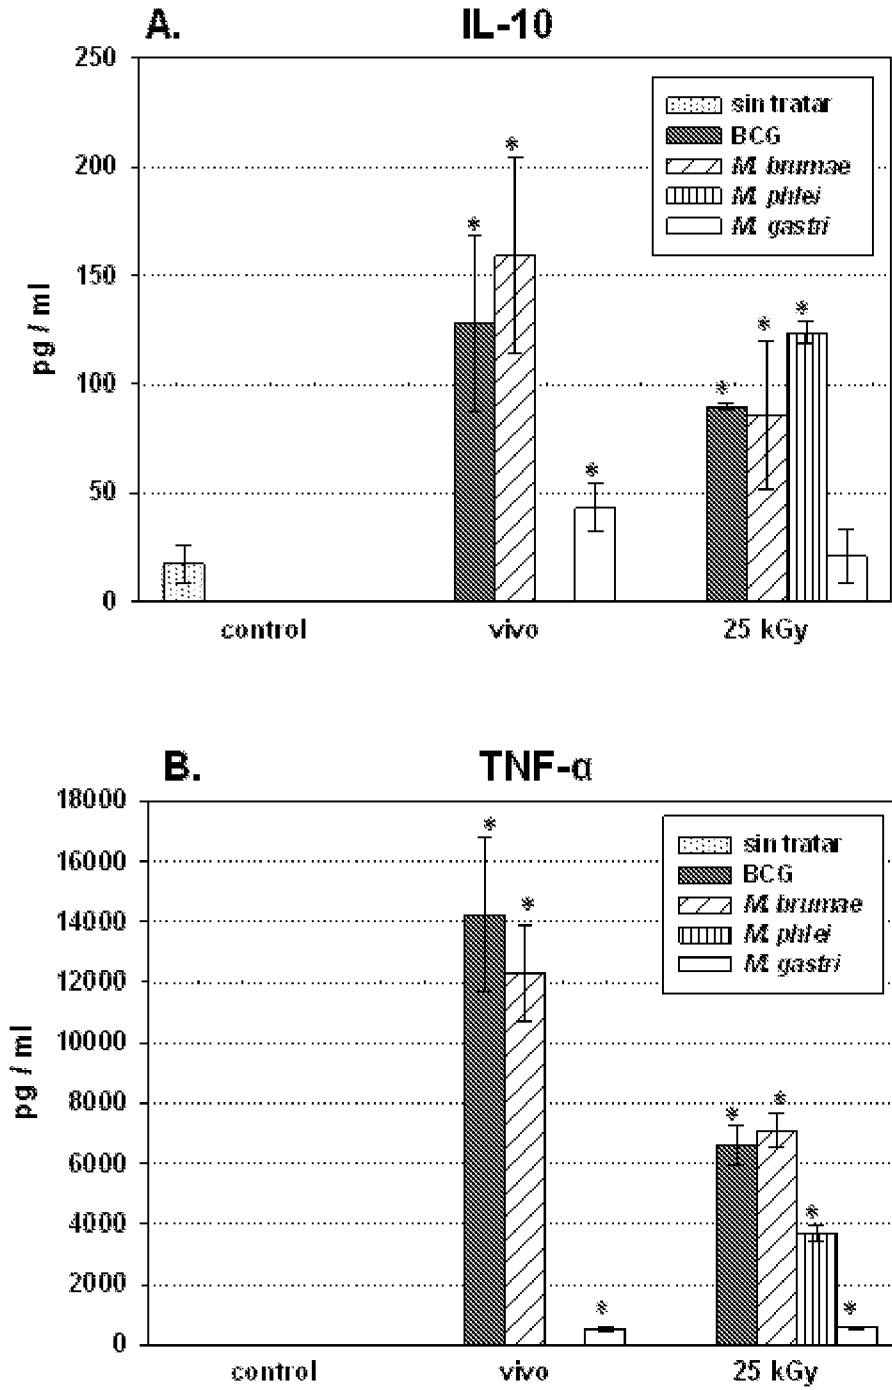 A. IL-10
250
200
150
100
50
0
pg / ml
sin tratar
BCG
M. brumae
M. phlei
M. gastri
*
*
*
*
*
*
control vivo 25 kGy
B. TNF-α
18000
16000
14000
12000
10000
8000
6000
4000
2000
0
pg / ml
sin tratar
BCG
M. brumae
M. phlei
M. gastri
*
*
*
*
*
*
*
control vivo 25 kGy